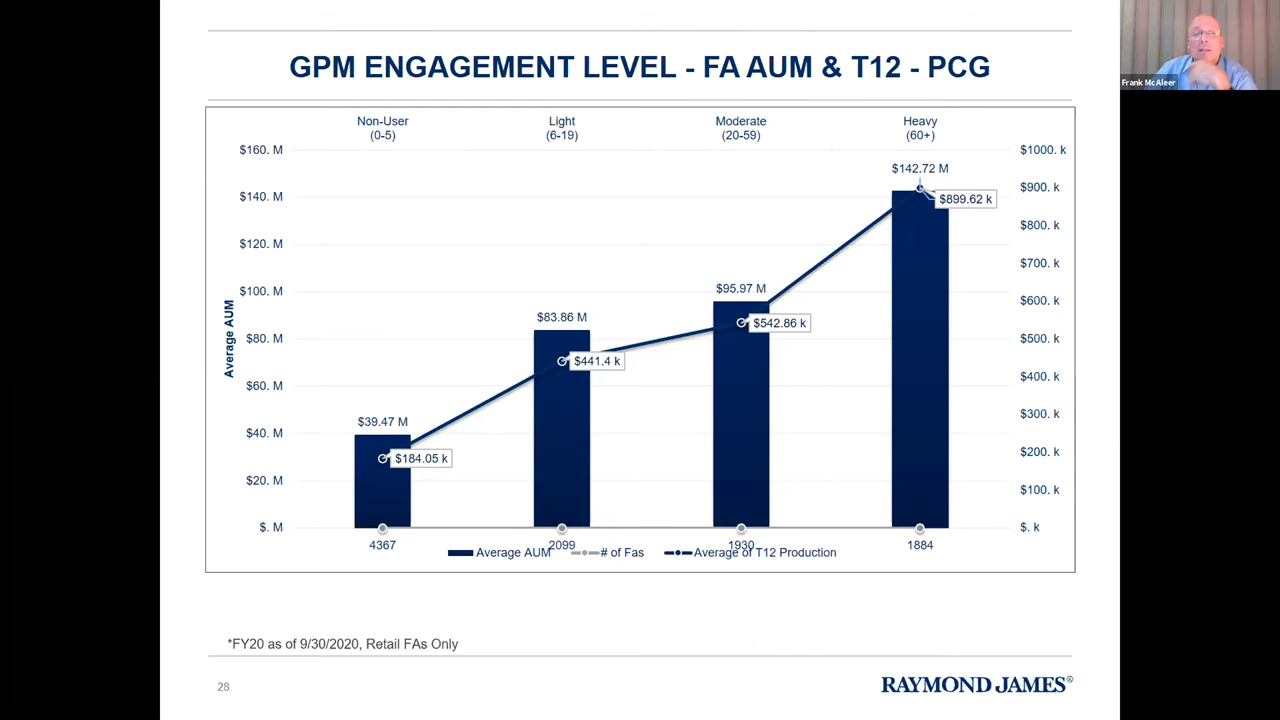 GPM ENGAGEMENT LEVEL - FA AUM & T12 - PCG
Frank McAleer
Non-User Light Moderate Heavy
(0-5) (6-19) (20-59) (60+)
$160. M
$140. M
$120. M
$100. M
$80. M
$60. M
$40. M
$20. M
$. M
Average AUM
$39.47 M
$83.86 M
$95.97 M
$142.72 M
$184.05 k
$441.4 k
$542.86 k
$899.62 k
$1000. k
$900. k
$800. k
$700. k
$600. k
$500. k
$400. k
$300. k
$200. k
$100. k
$. k
4367 2099 1930 1884
Average AUM # of Fas Average of T12 Production
*FY20 as of 9/30/2020, Retail FAs Only
28
RAYMOND JAMES®